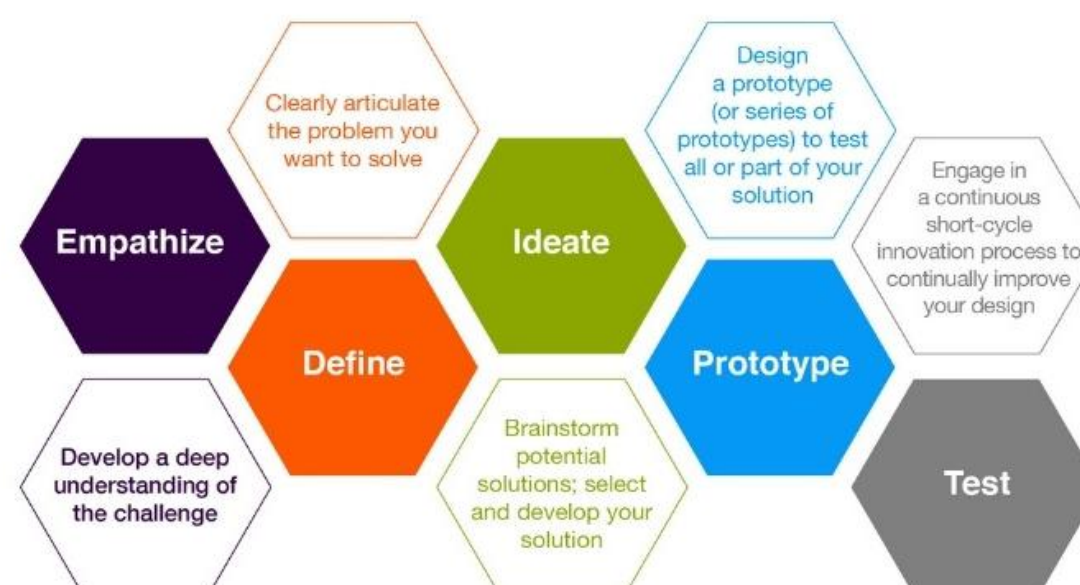 Empathize
Develop a deep
understanding of
the challenge
Clearly articulate
the problem you
want to solve
Define
Ideate
Brainstorm
potential
solutions; select
and develop your
solution
Design
a prototype
(or series of
prototypes) to test
all or part of your
solution
Prototype
Engage in
a continuous
short-cycle
innovation process to
continually improve
your design
Test